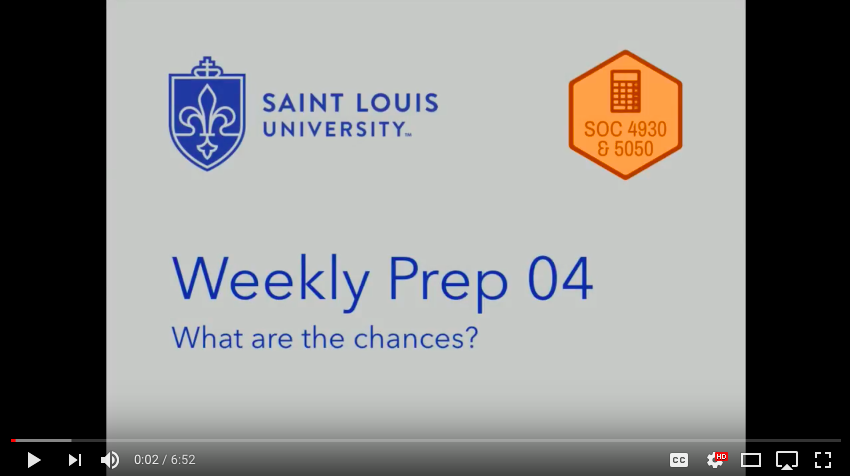 SAINT LOUIS
UNIVERSITY™
SOC 4930
& 5050
Weekly Prep 04
What are the chances?
0:02 / 6:52
CC
HD